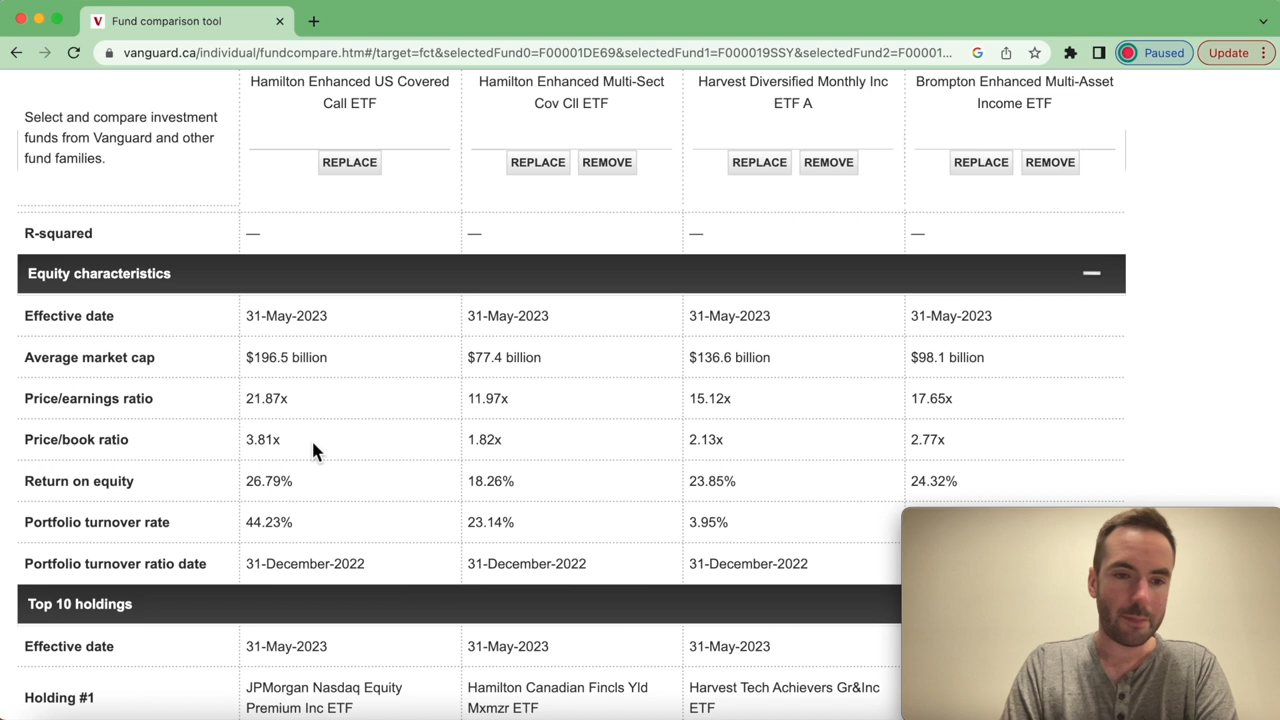 Fund comparison tool
vanguard.ca/individual/fundcompare.htm#/target=fct&selectedFund0=F00001DE69&selectedFund1=F000019SSY&selectedFund2=F00001...
Paused
Update
Select and compare investment
funds from Vanguard and other
fund families.
Hamilton Enhanced US Covered
Call ETF
Hamilton Enhanced Multi-Sect
Cov Cll ETF
Harvest Diversified Monthly Inc
ETF A
Brompton Enhanced Multi-Asset
Income ETF
REPLACE
REPLACE REMOVE
REPLACE REMOVE
REPLACE REMOVE
R-squared — — — —
Equity characteristics
Effective date 31-May-2023 31-May-2023 31-May-2023 31-May-2023
Average market cap $196.5 billion $77.4 billion $136.6 billion $98.1 billion
Price/earnings ratio 21.87x 11.97x 15.12x 17.65x
Price/book ratio 3.81x 1.82x 2.13x 2.77x
Return on equity 26.79% 18.26% 23.85% 24.32%
Portfolio turnover rate 44.23% 23.14% 3.95%
Portfolio turnover ratio date 31-December-2022 31-December-2022 31-December-2022
Top 10 holdings
Effective date 31-May-2023 31-May-2023 31-May-2023
Holding #1
JPMorgan Nasdaq Equity
Premium Inc ETF
Hamilton Canadian Fincls Yld
Mxmzr ETF
Harvest Tech Achievers Gr&Inc
ETF